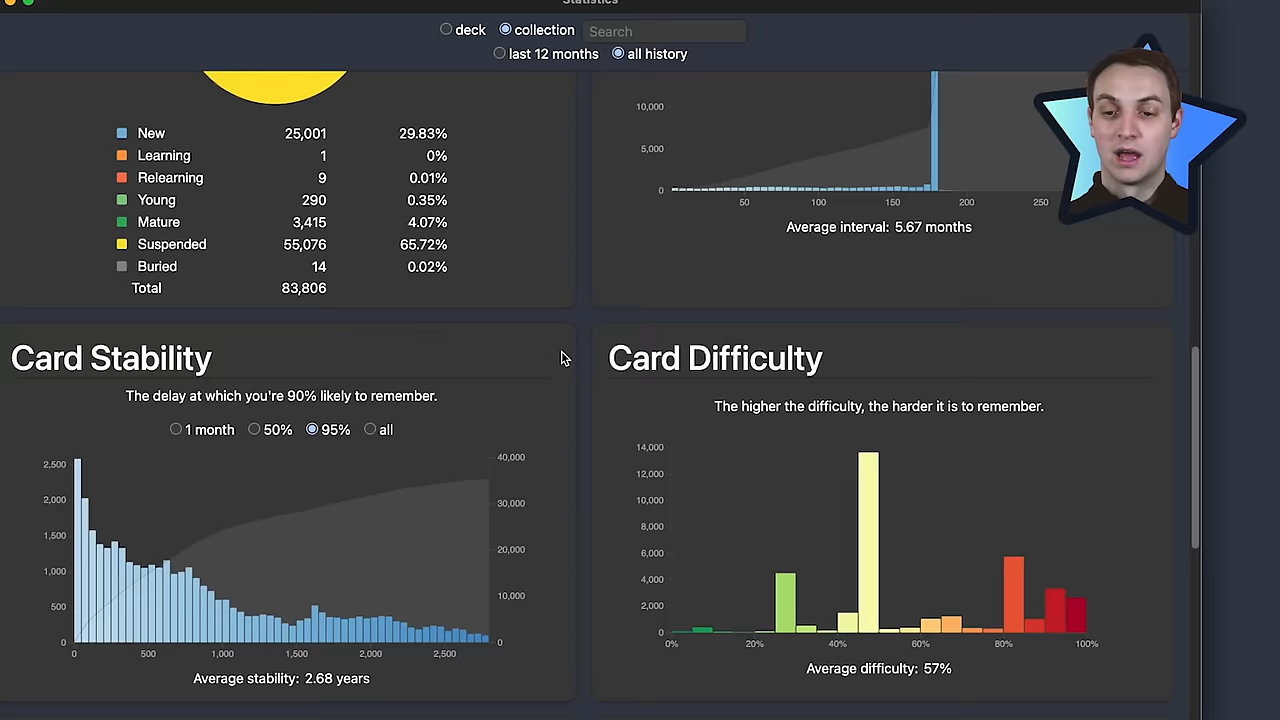 Statistics
deck collection Search
last 12 months all history
New 25,001 29.83%
Learning 1 0%
Relearning 9 0.01%
Young 290 0.35%
Mature 3,415 4.07%
Suspended 55,076 65.72%
Buried 14 0.02%
Total 83,806
10,000
5,000
0
50 100 150 200 250
Average interval: 5.67 months
Card Stability
The delay at which you're 90% likely to remember.
1 month 50% 95% all
2,500
2,000
1,500
1,000
500
0
40,000
30,000
20,000
10,000
0
0 500 1,000 1,500 2,000 2,500
Average stability: 2.68 years
Card Difficulty
The higher the difficulty, the harder it is to remember.
14,000
12,000
10,000
8,000
6,000
4,000
2,000
0
0% 20% 40% 60% 80% 100%
Average difficulty: 57%